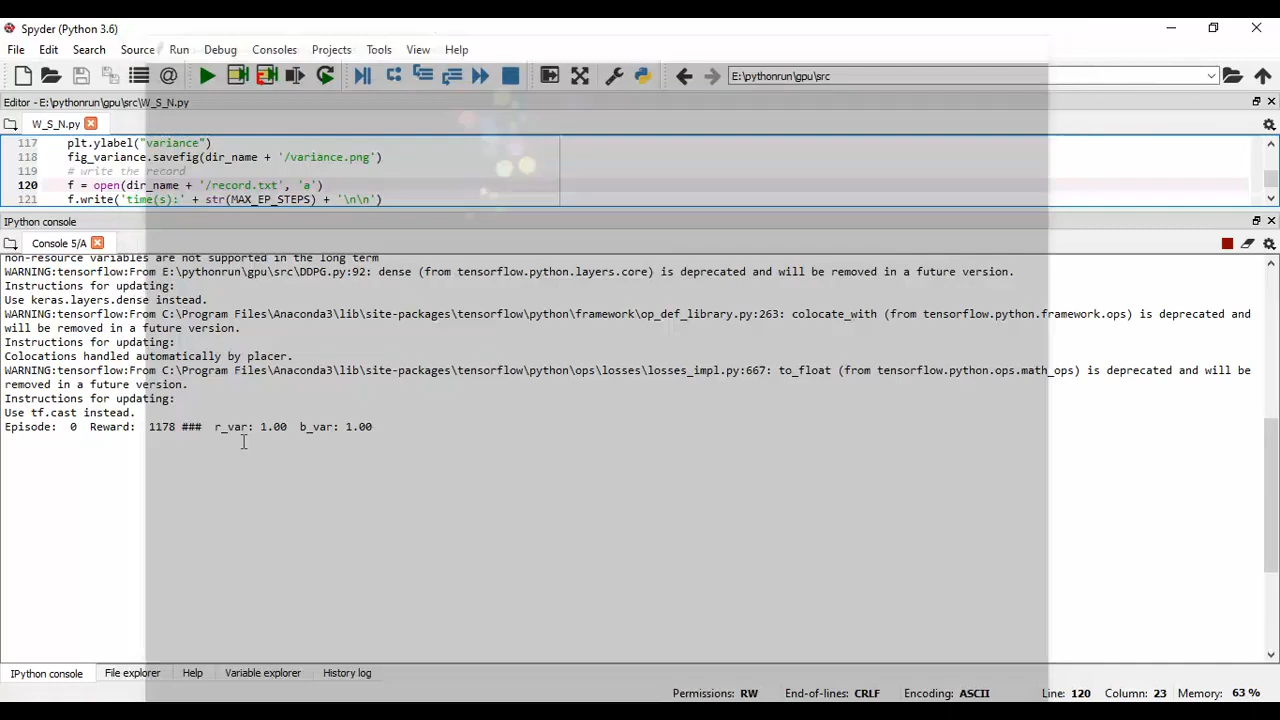 Spyder (Python 3.6)
File Edit Search Source Run Debug Consoles Projects Tools View Help
E:\pythonrun\gpu\src
Editor - E:\pythonrun\gpu\src\W_S_N.py
W_S_N.py
117 plt.ylabel("variance")
118 fig_variance.savefig(dir_name + '/variance.png')
119 # write the record
120 f = open(dir_name + '/record.txt', 'a')
121 f.write('time(s):' + str(MAX_EP_STEPS) + '\n\n')
IPython console
Console 5/A
non-resource variables are not supported in the long term
WARNING:tensorflow:From E:\pythonrun\gpu\src\DDPG.py:92: dense (from tensorflow.python.layers.core) is deprecated and will be removed in a future version.
Instructions for updating:
Use keras.layers.dense instead.
WARNING:tensorflow:From C:\Program Files\Anaconda3\lib\site-packages\tensorflow\python\framework\op_def_library.py:263: colocate_with (from tensorflow.python.framework.ops) is deprecated and
will be removed in a future version.
Instructions for updating:
Colocations handled automatically by placer.
WARNING:tensorflow:From C:\Program Files\Anaconda3\lib\site-packages\tensorflow\python\ops\losses\losses_impl.py:667: to_float (from tensorflow.python.ops.math_ops) is deprecated and will be
removed in a future version.
Instructions for updating:
Use tf.cast instead.
Episode: 0 Reward: 1178 ### r_var: 1.00 b_var: 1.00
IPython console File explorer Help Variable explorer History log
Permissions: RW End-of-lines: CRLF Encoding: ASCII Line: 120 Column: 23 Memory: 63 %